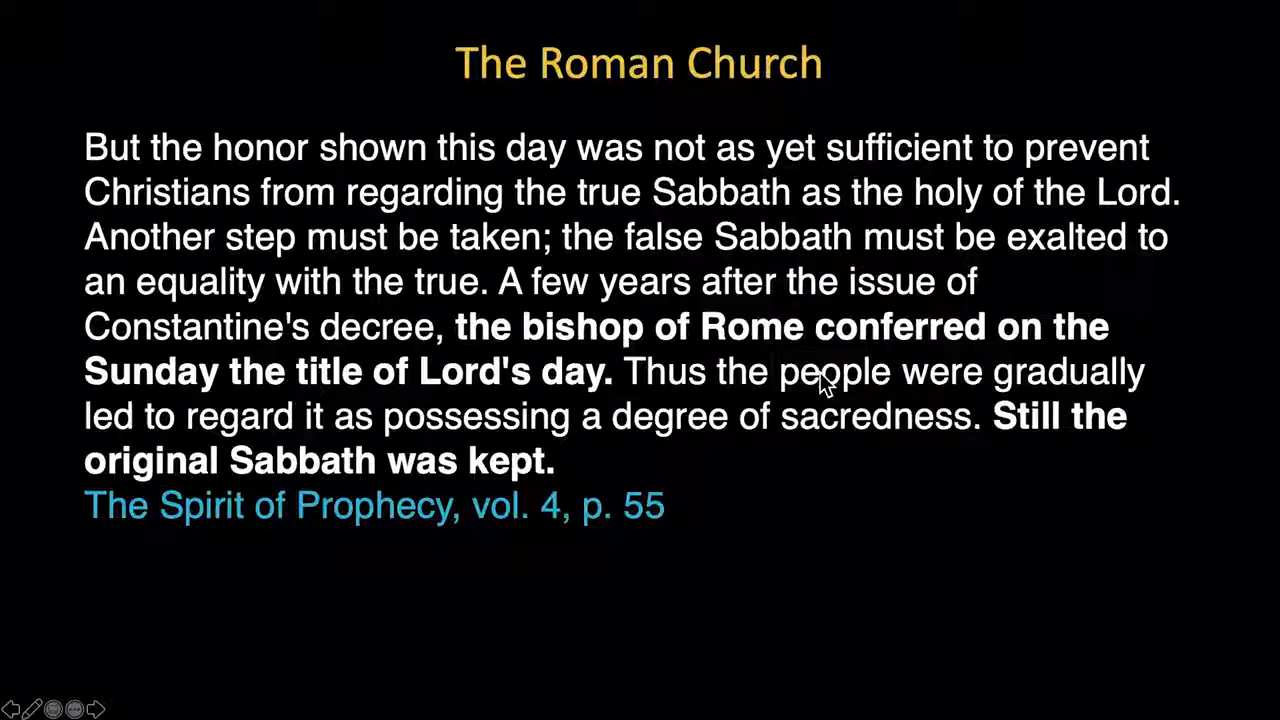 The Roman Church
But the honor shown this day was not as yet sufficient to prevent
Christians from regarding the true Sabbath as the holy of the Lord.
Another step must be taken; the false Sabbath must be exalted to
an equality with the true. A few years after the issue of
Constantine's decree, the bishop of Rome conferred on the
Sunday the title of Lord's day. Thus the people were gradually
led to regard it as possessing a degree of sacredness. Still the
original Sabbath was kept.
The Spirit of Prophecy, vol. 4, p. 55